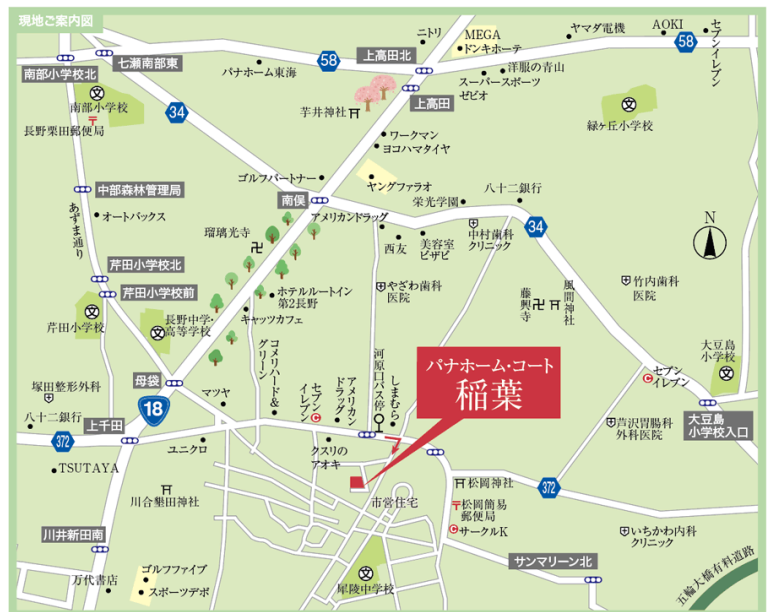 現地ご案内図
南部小学校北
七瀬南部東
パナホーム東海
58
上高田北
ニトリ
MEGA
ドンキホーテ
ヤマダ電機
AOKI
58
セブンイレブン
洋服の青山
スーパースポーツ
ゼビオ
南部小学校
長野栗田郵便局
34
芋井神社
上高田
緑ヶ丘小学校
ワークマン
ヨコハマタイヤ
中部森林管理局
ゴルフパートナー
ヤングファラオ
南俣
栄光学園
八十二銀行
オートバックス
あずま通り
瑠璃光寺
アメリカンドラッグ
西友
美容室
ビザビ
中村歯科
クリニック
34
N
芹田小学校北
芹田小学校前
ホテルルートイン
第2長野
やざわ歯科
医院
藤興寺
風間神社
竹内歯科
医院
芹田小学校
長野中学・
高等学校
キャッツカフェ
コメリハード&
グリーン
河原口バス停
パナホーム・コート
稲葉
大豆島
小学校
セブン
イレブン
母袋
塚田整形外科
18
マツヤ
セブン
イレブン
アメリカン
ドラッグ
しまむら
八十二銀行
上千田
372
ユニクロ
クスリの
アオキ
芦沢胃腸科
外科医院
大豆島
小学校入口
TSUTAYA
川合墾田神社
市営住宅
松岡神社
松岡簡易
郵便局
サークルK
372
川井新田南
いちかわ内科
クリニック
サンマリーン北
万代書店
ゴルフファイブ
スポーツデポ
犀陵中学校
五輪大橋有料道路